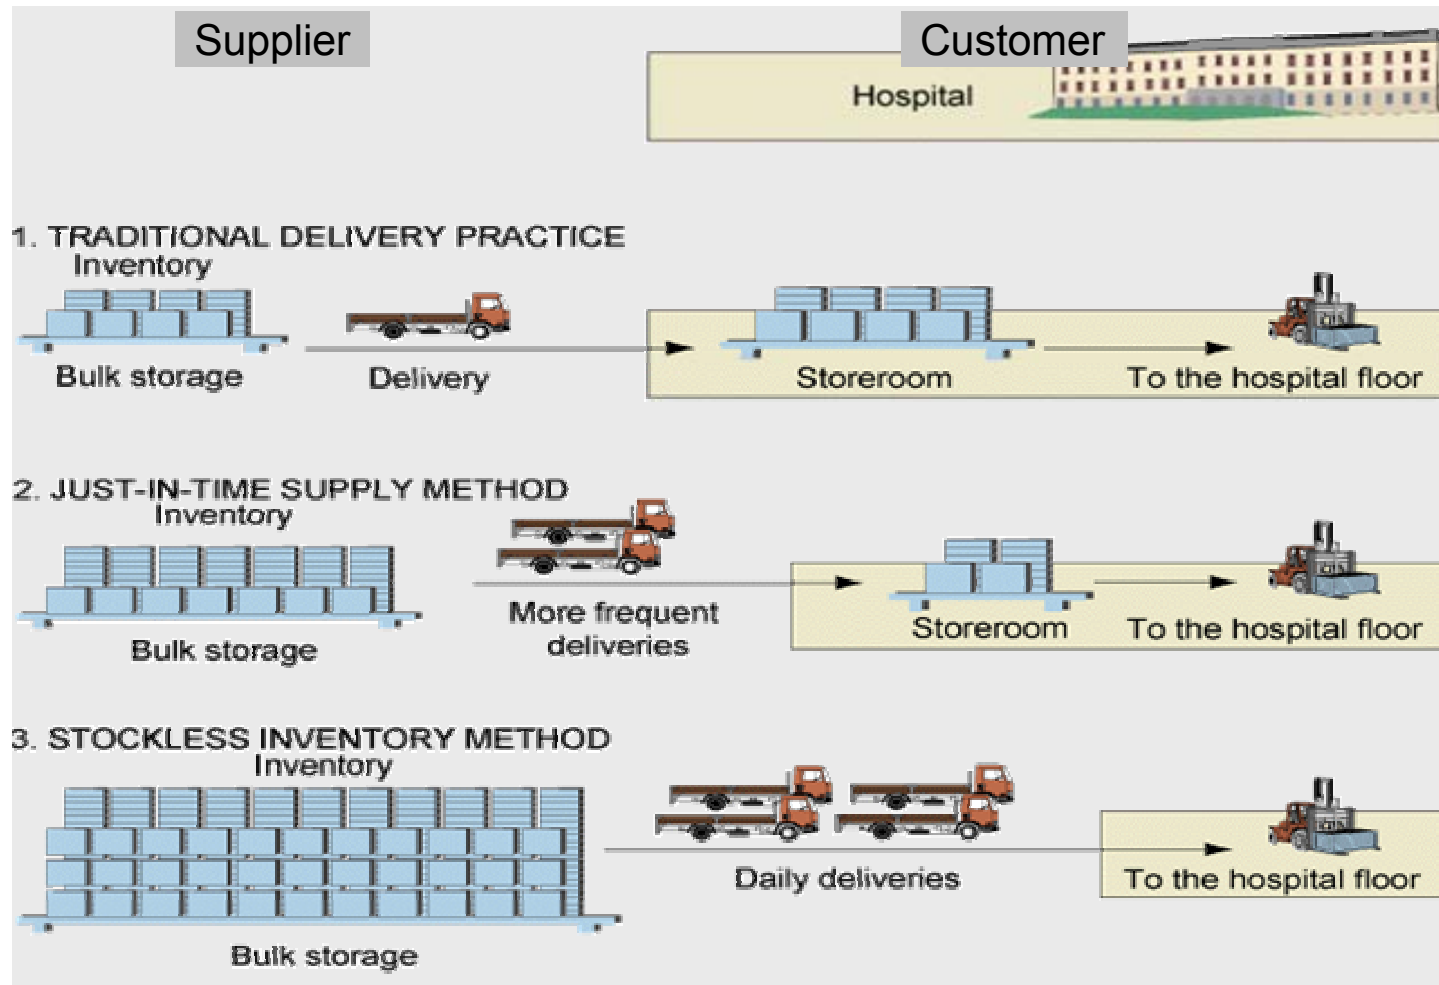 Supplier
Customer
Hospital
1. TRADITIONAL DELIVERY PRACTICE
Inventory
Bulk storage
Delivery
Storeroom
To the hospital floor
2. JUST-IN-TIME SUPPLY METHOD
Inventory
Bulk storage
More frequent
deliveries
Storeroom
To the hospital floor
3. STOCKLESS INVENTORY METHOD
Inventory
Bulk storage
Daily deliveries
To the hospital floor